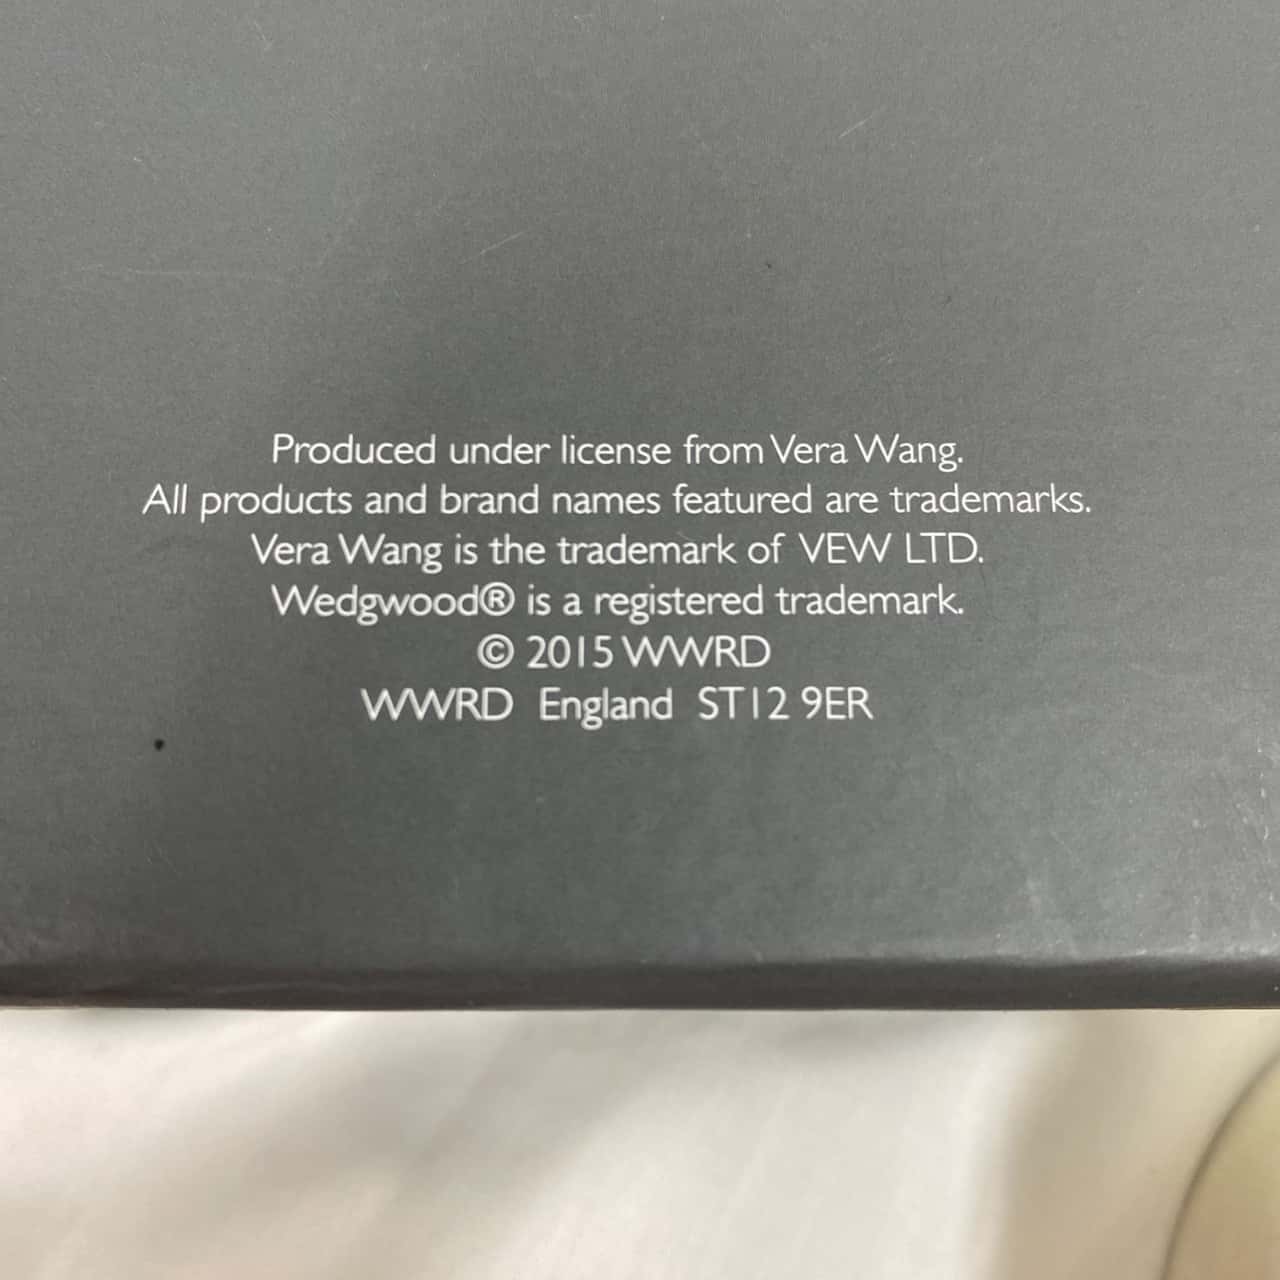 Produced under license from Vera Wang.
All products and brand names featured are trademarks.
Vera Wang is the trademark of VEW LTD.
Wedgwood® is a registered trademark.
© 2015 WWRD
WWRD England ST12 9ER